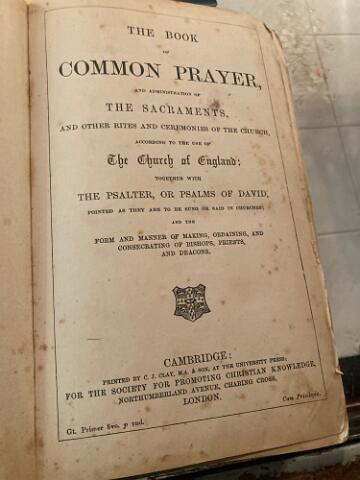 THE BOOK
OF
COMMON PRAYER,
AND ADMINISTRATION OF
THE SACRAMENTS,
AND OTHER RITES AND CEREMONIES OF THE CHURCH,
ACCORDING TO THE USE OF
The Church of England;
TOGETHER WITH
THE PSALTER, OR PSALMS OF DAVID,
POINTED AS THEY ARE TO BE SUNG OR SAID IN CHURCHES;
AND THE
FORM AND MANNER OF MAKING, ORDAINING, AND
CONSECRATING OF BISHOPS, PRIESTS,
AND DEACONS.
CAMBRIDGE:
PRINTED BY C. J. CLAY, M.A. & SON, AT THE UNIVERSITY PRESS;
FOR THE SOCIETY FOR PROMOTING CHRISTIAN KNOWLEDGE,
NORTHUMBERLAND AVENUE, CHARING CROSS,
LONDON.
Gt. Primer 8vo. p and. Cum Privilegio.